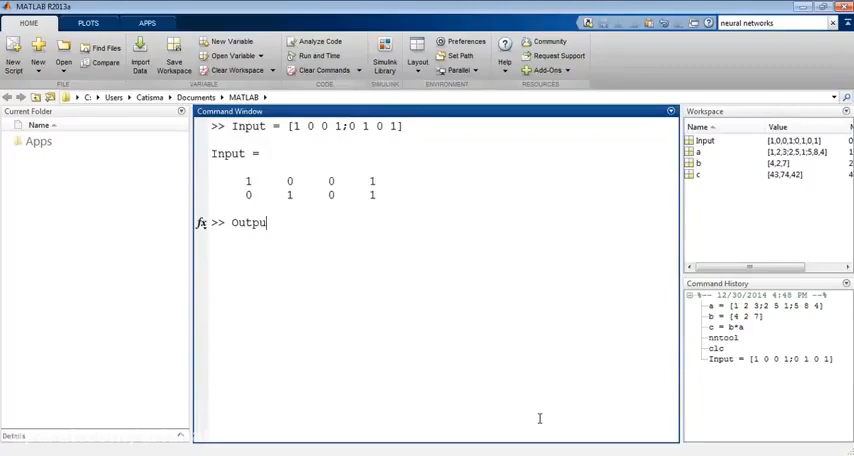 MATLAB R2013a
HOME PLOTS APPS
neural networks
New Script
New
Open
Find Files
Compare
Import Data
Save Workspace
New Variable
Open Variable
Clear Workspace
Analyze Code
Run and Time
Clear Commands
Simulink Library
Layout
Preferences
Set Path
Parallel
Help
Community
Request Support
Add-Ons
FILE VARIABLE CODE SIMULINK ENVIRONMENT RESOURCES
C: Users Catisma Documents MATLAB
Current Folder
Name
Apps
Details
Command Window
>> Input = [1 0 0 1;0 1 0 1]
Input =
1 0 0 1
0 1 0 1
fx >> Outpu
Workspace
Name Value
Input [1,0,0,1;0,1,0,1]
a [1,2,3;2,5,1;5,8,4]
b [4,2,7]
c [43,74,42]
Command History
%-- 12/30/2014 4:48 PM --%
a = [1 2 3;2 5 1;5 8 4]
b = [4 2 7]
c = b*a
nntool
clc
Input = [1 0 0 1;0 1 0 1]